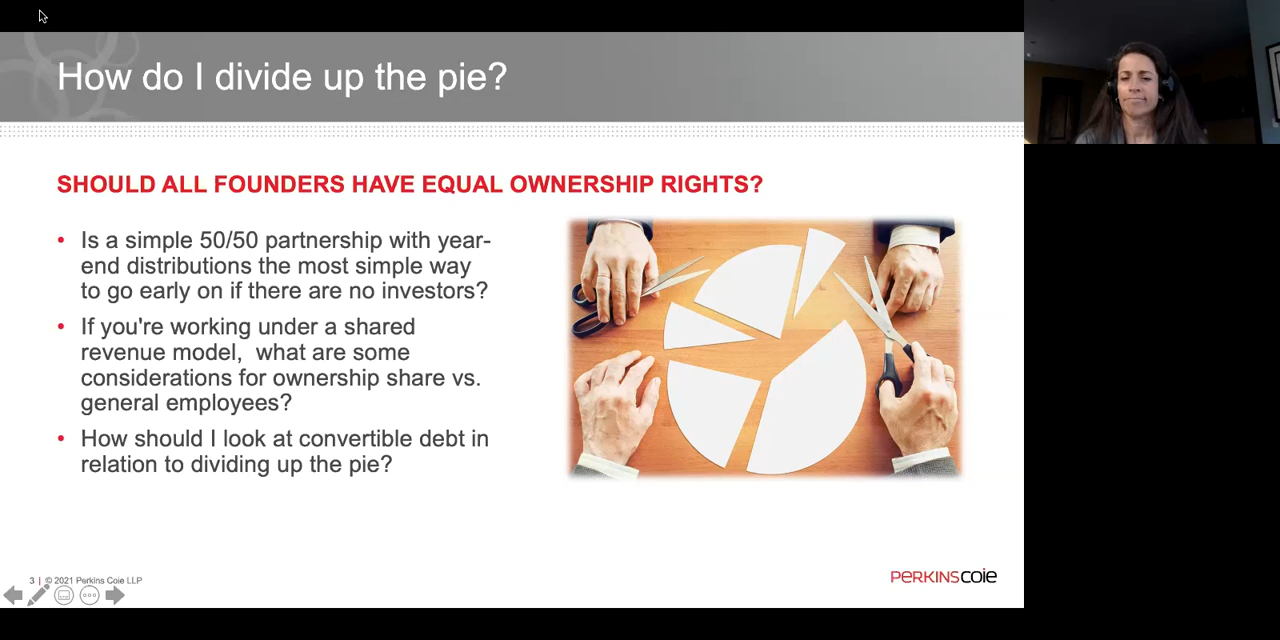 How do I divide up the pie?
SHOULD ALL FOUNDERS HAVE EQUAL OWNERSHIP RIGHTS?
• Is a simple 50/50 partnership with year-
end distributions the most simple way
to go early on if there are no investors?
• If you're working under a shared
revenue model,  what are some
considerations for ownership share vs.
general employees?
• How should I look at convertible debt in
relation to dividing up the pie?
3 | © 2021 Perkins Coie LLP
PERKINSCOIE